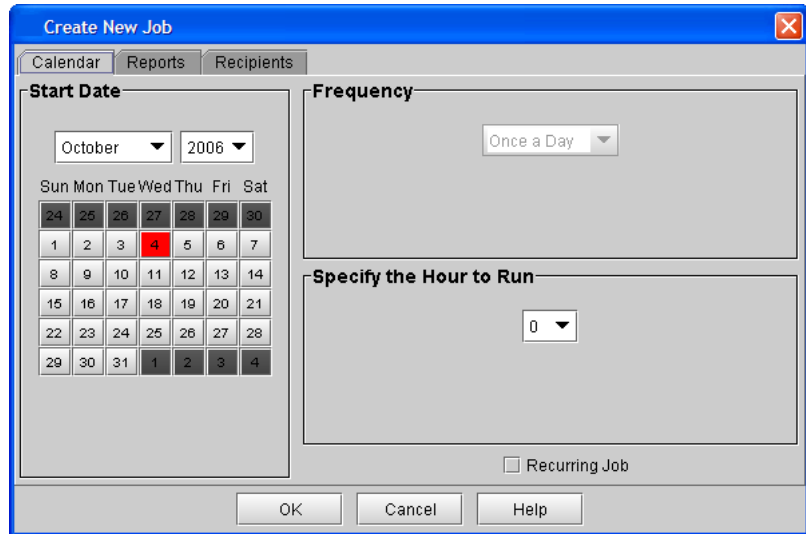 Create New Job
Calendar Reports Recipients
Start Date
October 2006
Sun Mon Tue Wed Thu Fri Sat
24 25 26 27 28 29 30
1 2 3 4 5 6 7
8 9 10 11 12 13 14
15 16 17 18 19 20 21
22 23 24 25 26 27 28
29 30 31 1 2 3 4
Frequency
Once a Day
Specify the Hour to Run
0
Recurring Job
OK Cancel Help